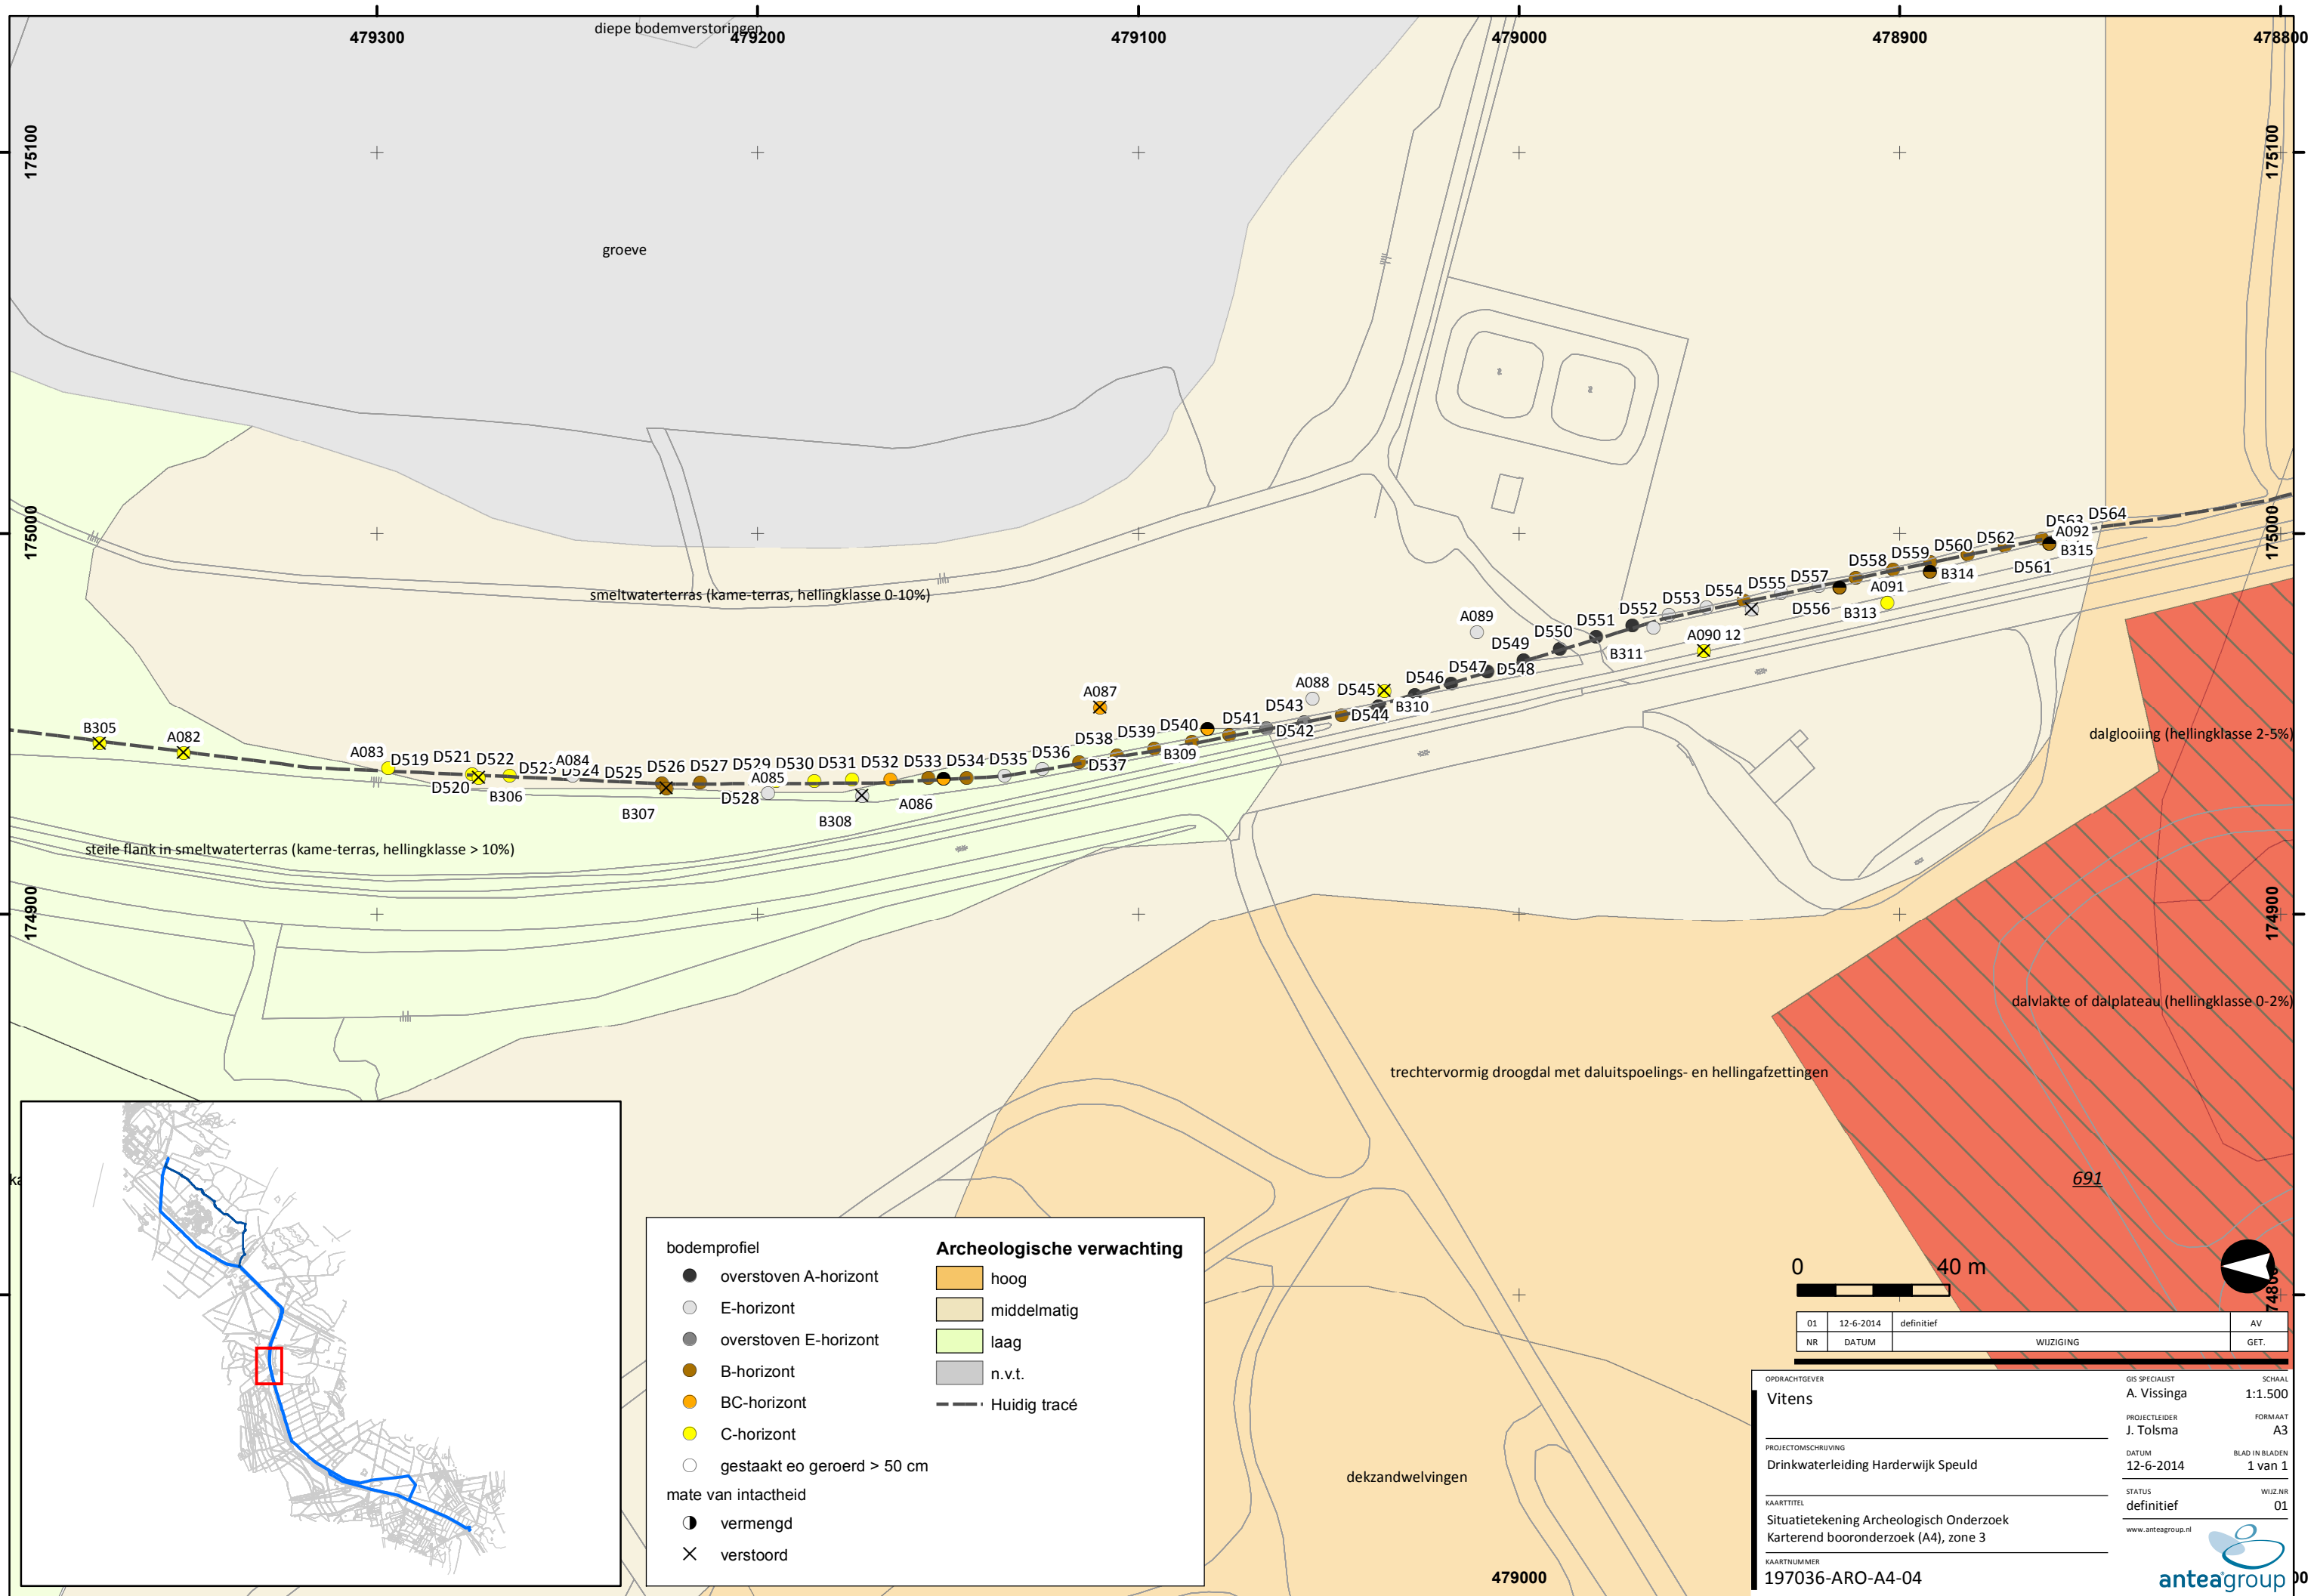 diepe bodemverstoringen
479300
479200
479100
479000
478900
478800
175100
175100
groeve
175000
175000
smeltwaterterras (kame-terras, hellingklasse 0-10%)
D563
D564
A092
B315
D562
D561
D560
D559
D558
B314
A091
B313
D557
D556
D555
D554
D553
D552
D551
D550
D549
D548
B311
A090 12
A089
D547
D546
D545
B310
D544
A088
D543
D542
D541
D540
B309
D539
D538
D537
A087
D536
D535
D534
D533
D532
A086
D531
D530
D529
A085
B308
D528
D527
D526
D525
B307
D524
A084
D523
D522
B306
D521
D520
D519
A083
A082
B305
dalglooiing (hellingklasse 2-5%)
steile flank in smeltwaterterras (kame-terras, hellingklasse > 10%)
174900
174900
dalvlakte of dalplateau (hellingklasse 0-2%)
trechtervormig droogdal met daluitspoelings- en hellingafzettingen
691
ka
dekzandwelvingen
479000
bodemprofiel
overstoven A-horizont
E-horizont
overstoven E-horizont
B-horizont
BC-horizont
C-horizont
gestaakt eo geroerd > 50 cm
mate van intactheid
vermengd
verstoord
Archeologische verwachting
hoog
middelmatig
laag
n.v.t.
Huidig tracé
0 40 m
01 12-6-2014 definitief AV
NR DATUM WIJZIGING GET.
OPDRACHTGEVER
Vitens
PROJECTOMSCHRIJVING
Drinkwaterleiding Harderwijk Speuld
KAARTTITEL
Situatietekening Archeologisch Onderzoek
Karterend booronderzoek (A4), zone 3
KAARTNUMMER
197036-ARO-A4-04
GIS SPECIALIST SCHAAL
A. Vissinga 1:1.500
PROJECTLEIDER FORMAAT
J. Tolsma A3
DATUM BLAD IN BLADEN
12-6-2014 1 van 1
STATUS WIJZ.NR
definitief 01
www.anteagroup.nl
anteagroup